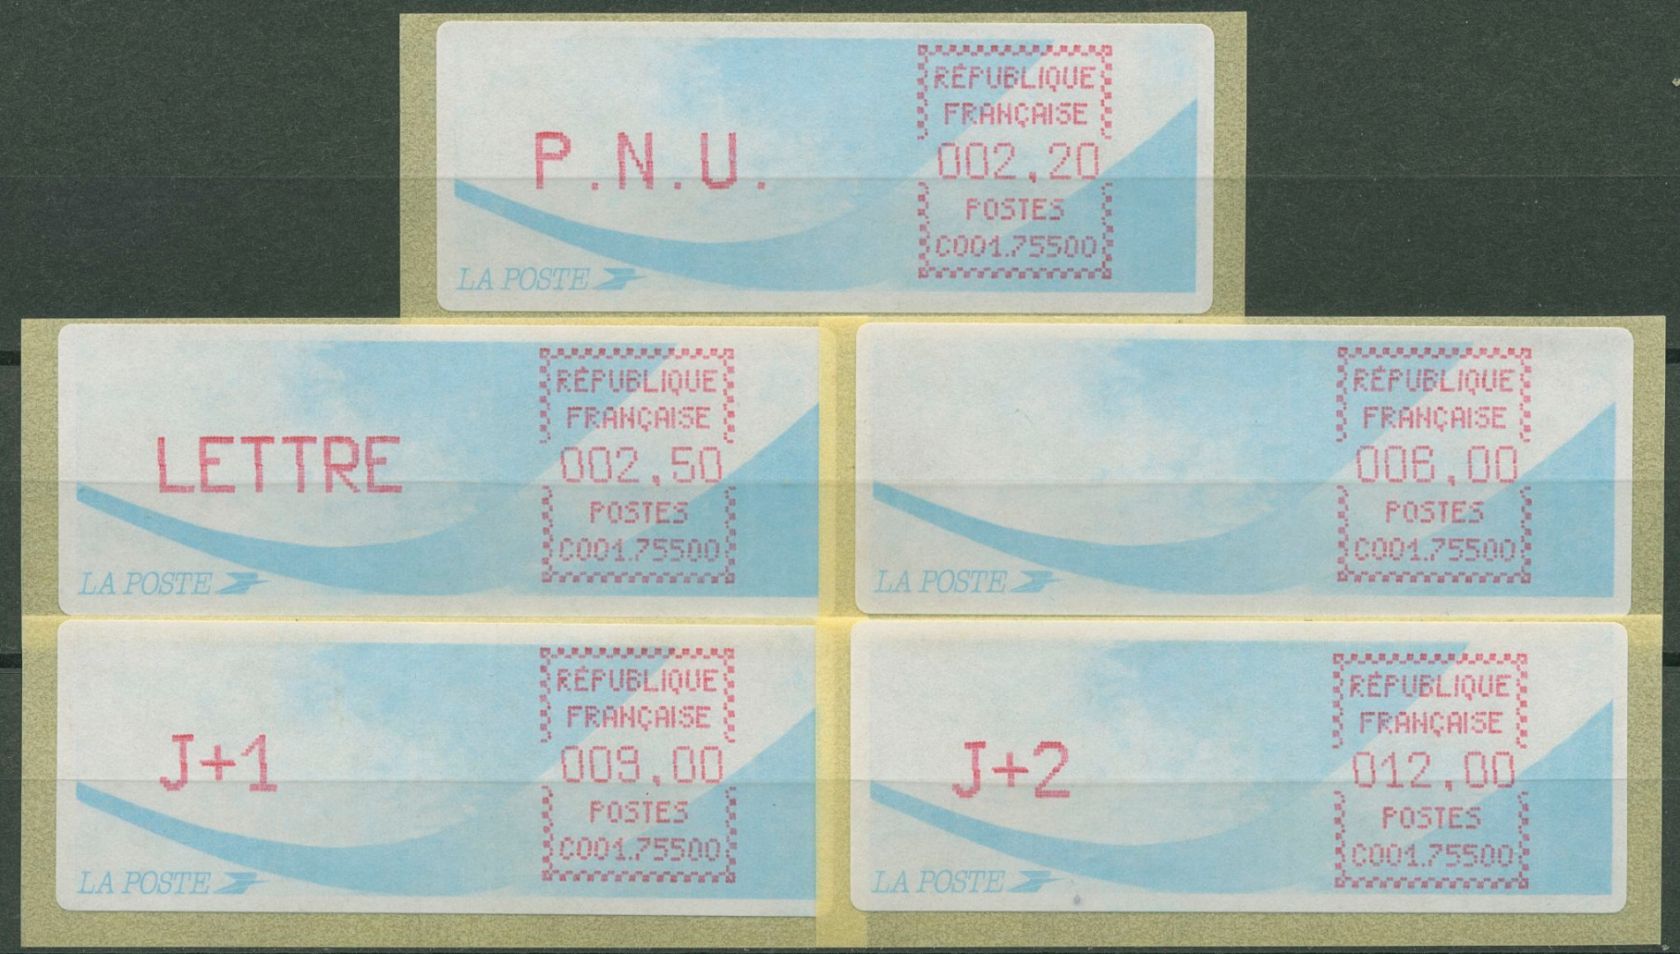 P.N.U.
RÉPUBLIQUE
FRANÇAISE
002,20
POSTES
C001.75500
LA POSTE
LETTRE
RÉPUBLIQUE
FRANÇAISE
002,50
POSTES
C001.75500
LA POSTE
RÉPUBLIQUE
FRANÇAISE
006,00
POSTES
C001.75500
LA POSTE
J+1
RÉPUBLIQUE
FRANÇAISE
009,00
POSTES
C001.75500
LA POSTE
J+2
RÉPUBLIQUE
FRANÇAISE
012,00
POSTES
C001.75500
LA POSTE